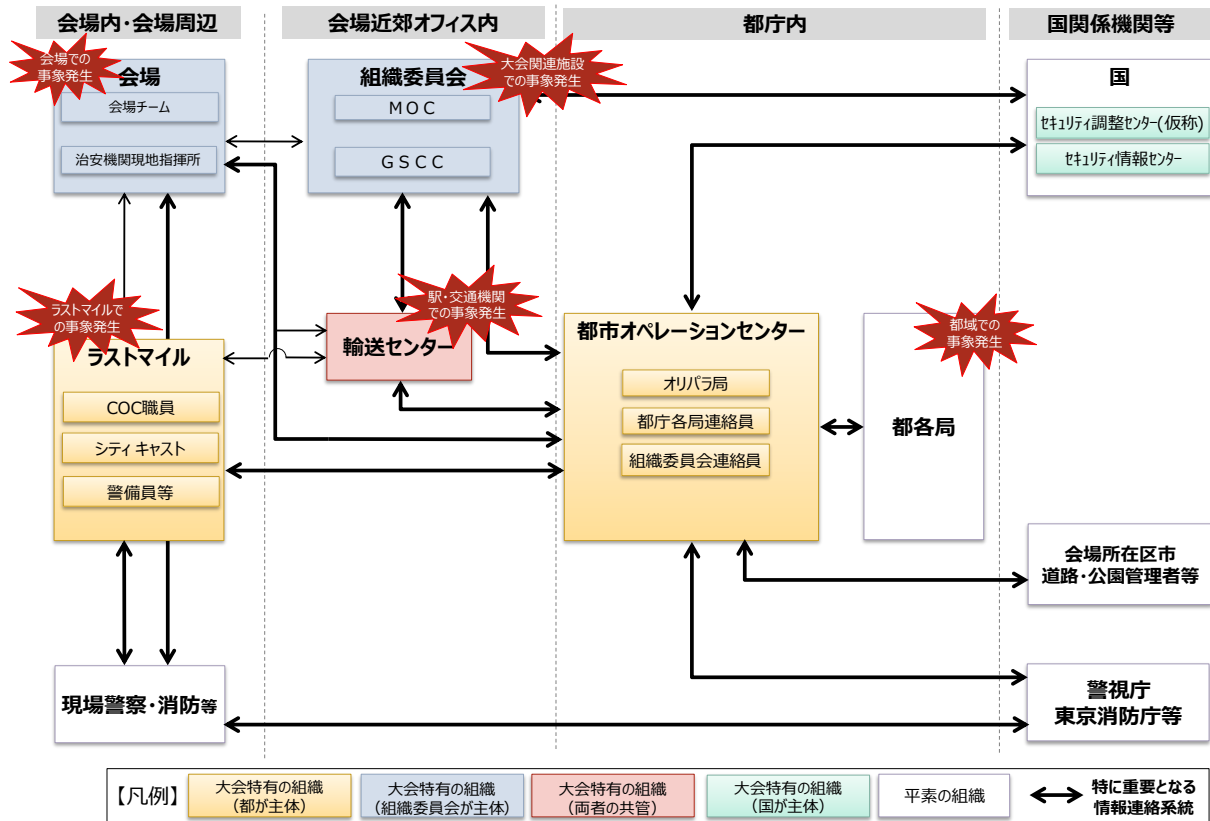 会場内・会場周辺
会場近郊オフィス内
都庁内
国関係機関等
会場での
事象発生
会場
会場チーム
治安機関現地指揮所
組織委員会
MOC
GSCC
大会関連施設
での事象発生
国
セキュリティ調整センター(仮称)
セキュリティ情報センター
ラストマイルで
の事象発生
ラストマイル
COC職員
シティキャスト
警備員等
駅・交通機関
での事象発生
輸送センター
都市オペレーションセンター
オリパラ局
都庁各局連絡員
組織委員会連絡員
都域での
事象発生
都各局
会場所在区市
道路・公園管理者等
現場警察・消防等
警視庁
東京消防庁等
【凡例】
大会特有の組織
(都が主体)
大会特有の組織
(組織委員会が主体)
大会特有の組織
(両者の共管)
大会特有の組織
(国が主体)
平素の組織
特に重要となる
情報連絡系統